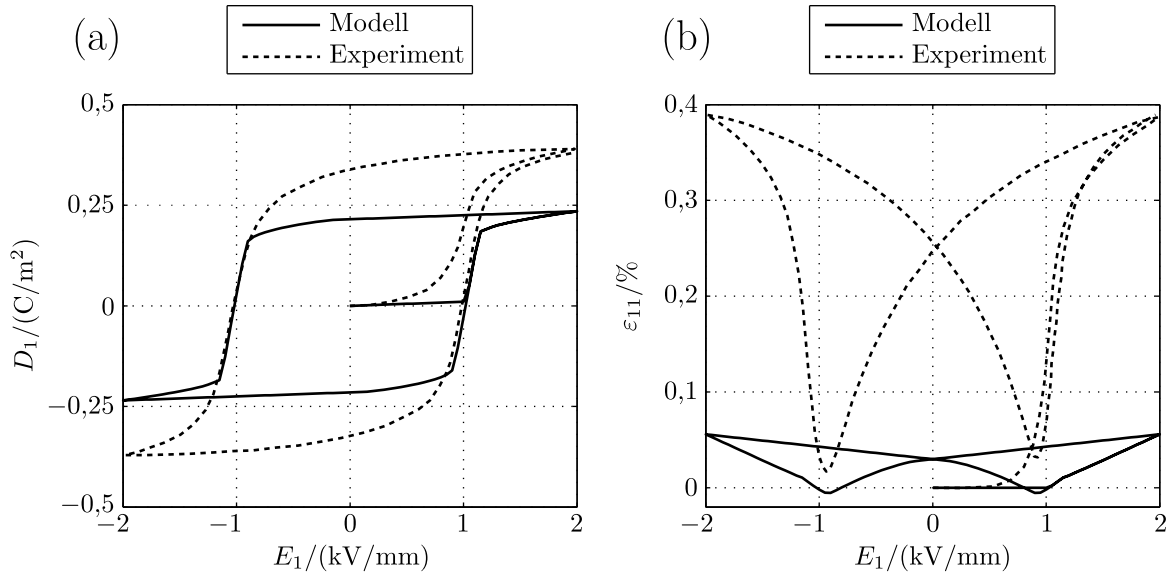 (a)
Modell
Experiment
0,5
0,25
0
−0,25
−0,5
−2
−1
0
1
2
D₁/(C/m²)
E₁/(kV/mm)
(b)
Modell
Experiment
0,4
0,3
0,2
0,1
0
−2
−1
0
1
2
ε₁₁/%
E₁/(kV/mm)